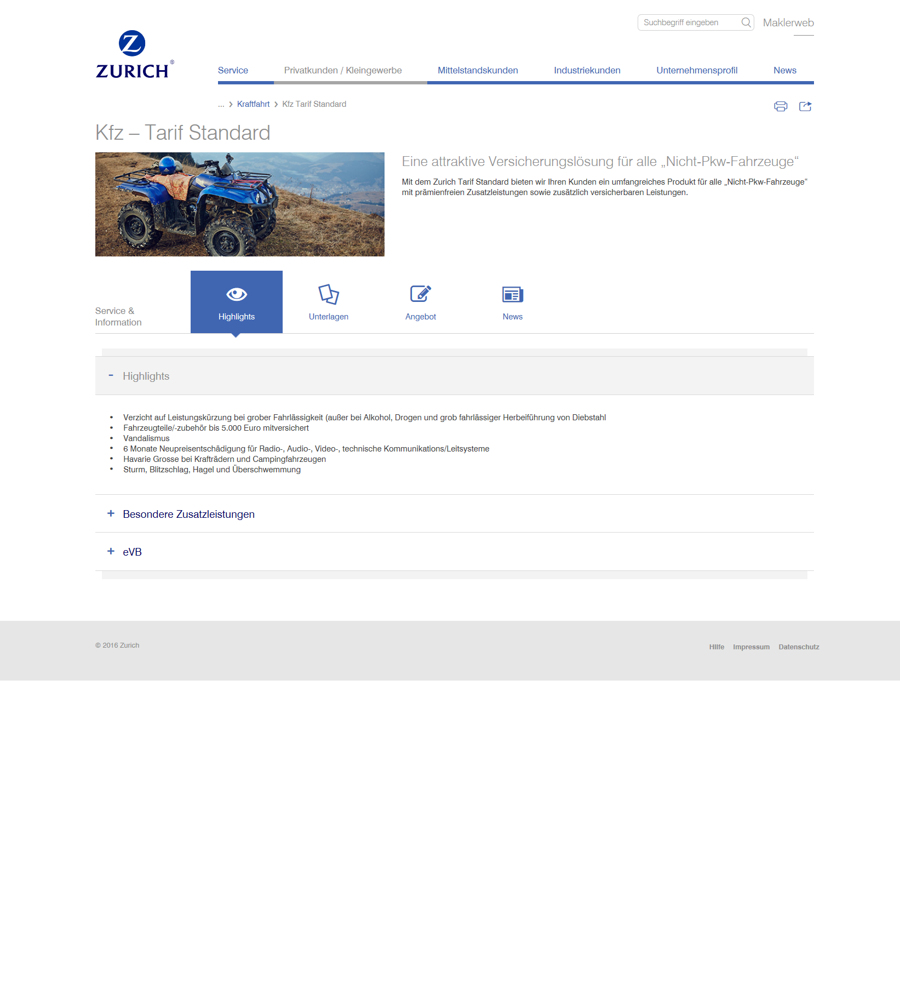 Suchbegriff eingeben
Maklerweb
Z
ZURICH®
Service
Privatkunden / Kleingewerbe
Mittelstandskunden
Industriekunden
Unternehmensprofil
News
... > Kraftfahrt > Kfz Tarif Standard
Kfz – Tarif Standard
Eine attraktive Versicherungslösung für alle „Nicht-Pkw-Fahrzeuge“
Mit dem Zurich Tarif Standard bieten wir Ihren Kunden ein umfangreiches Produkt für alle „Nicht-Pkw-Fahrzeuge“
mit prämienfreien Zusatzleistungen sowie zusätzlich versicherbaren Leistungen.
Service &
Information
Highlights
Unterlagen
Angebot
News
- Highlights
• Verzicht auf Leistungskürzung bei grober Fahrlässigkeit (außer bei Alkohol, Drogen und grob fahrlässiger Herbeiführung von Diebstahl
• Fahrzeugteile/-zubehör bis 5.000 Euro mitversichert
• Vandalismus
• 6 Monate Neupreisentschädigung für Radio-, Audio-, Video-, technische Kommunikations/Leitsysteme
• Havarie Grosse bei Krafträdern und Campingfahrzeugen
• Sturm, Blitzschlag, Hagel und Überschwemmung
+ Besondere Zusatzleistungen
+ eVB
© 2016 Zurich
Hilfe
Impressum
Datenschutz